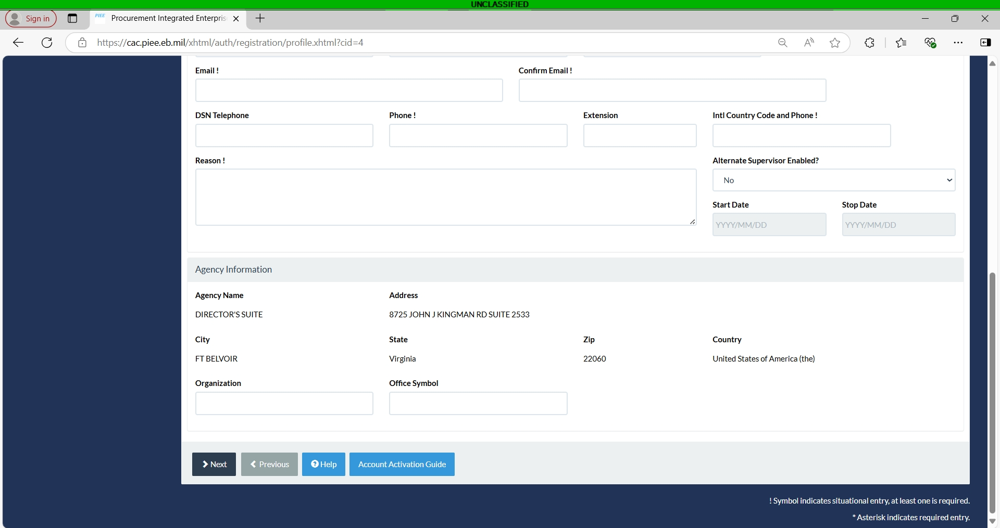 UNCLASSIFIED
Sign in
PIEE
Procurement Integrated Enterpris
https://cac.piee.eb.mil/xhtml/auth/registration/profile.xhtml?cid=4
Email !
Confirm Email !
DSN Telephone
Phone !
Extension
Intl Country Code and Phone !
Reason !
Alternate Supervisor Enabled?
No
Start Date
Stop Date
YYYY/MM/DD
YYYY/MM/DD
Agency Information
Agency Name
Address
DIRECTOR'S SUITE
8725 JOHN J KINGMAN RD SUITE 2533
City
State
Zip
Country
FT BELVOIR
Virginia
22060
United States of America (the)
Organization
Office Symbol
Next
Previous
Help
Account Activation Guide
! Symbol indicates situational entry, at least one is required.
* Asterisk indicates required entry.